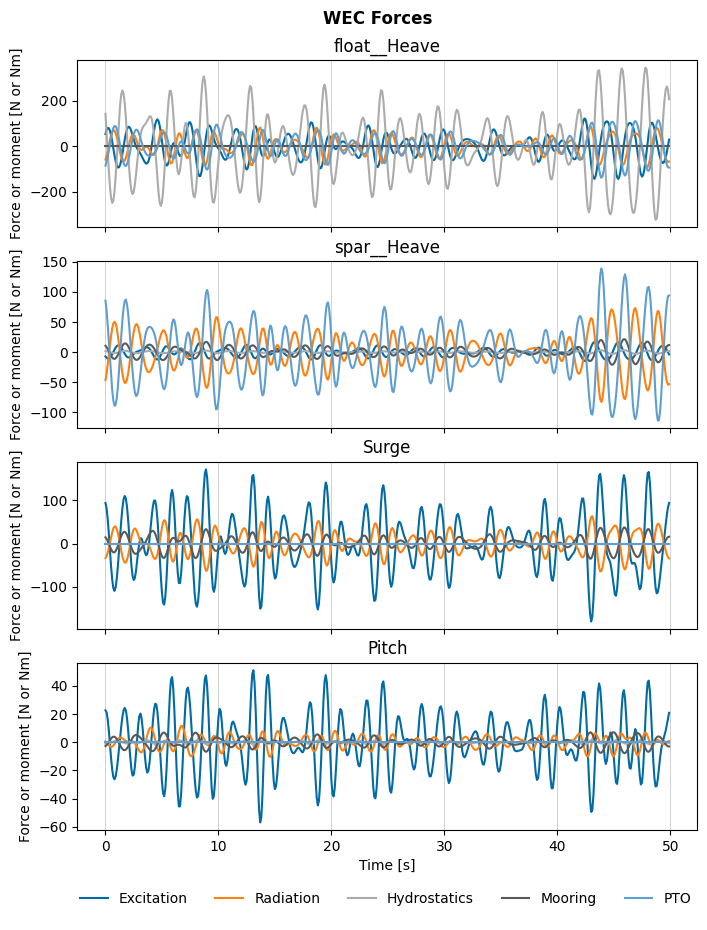 WEC Forces
float__Heave
Force or moment [N or Nm]
200
0
−200
spar__Heave
Force or moment [N or Nm]
150
100
50
0
−50
−100
Surge
Force or moment [N or Nm]
100
0
−100
Pitch
Force or moment [N or Nm]
40
20
0
−20
−40
−60
0 10 20 30 40 50
Time [s]
Excitation Radiation Hydrostatics Mooring PTO